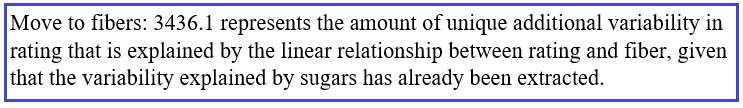 Move to fibers: 3436.1 represents the amount of unique additional variability in
rating that is explained by the linear relationship between rating and fiber, given
that the variability explained by sugars has already been extracted.